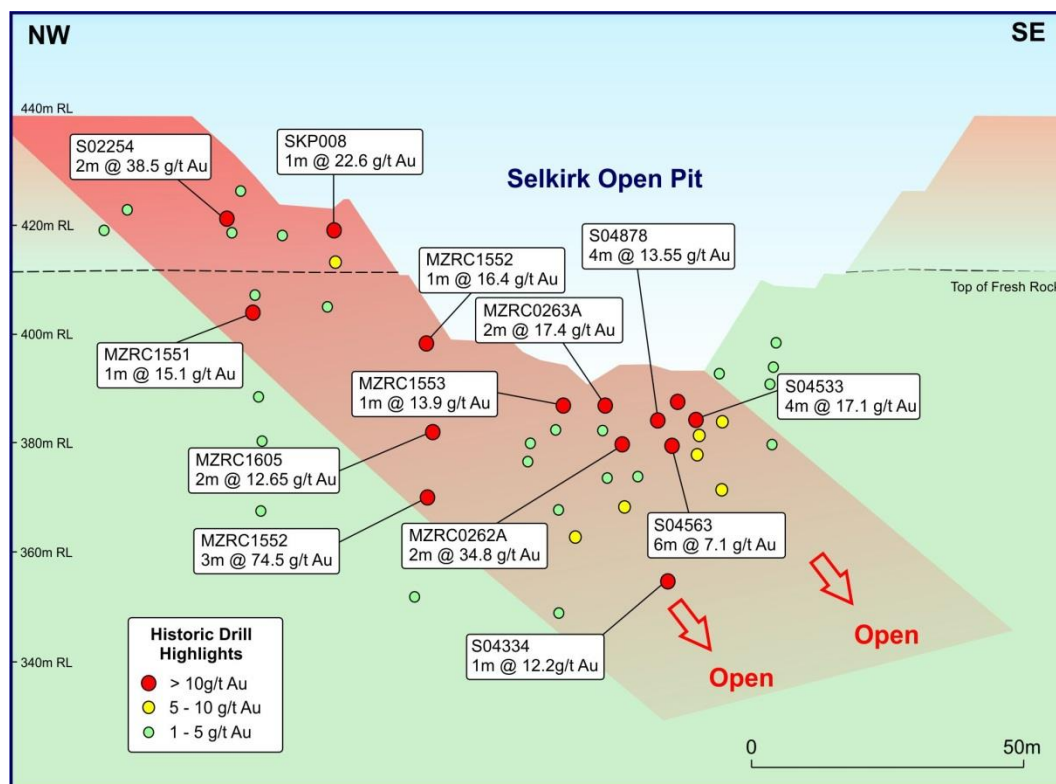 NW
SE
440m RL
S02254
2m @ 38.5 g/t Au
SKP008
1m @ 22.6 g/t Au
Selkirk Open Pit
420m RL
S04878
4m @ 13.55 g/t Au
MZRC1552
1m @ 16.4 g/t Au
MZRC0263A
2m @ 17.4 g/t Au
Top of Fresh Rock
400m RL
MZRC1551
1m @ 15.1 g/t Au
MZRC1553
1m @ 13.9 g/t Au
S04533
4m @ 17.1 g/t Au
380m RL
MZRC1605
2m @ 12.65 g/t Au
MZRC1552
3m @ 74.5 g/t Au
MZRC0262A
2m @ 34.8 g/t Au
S04563
6m @ 7.1 g/t Au
360m RL
S04334
1m @ 12.2g/t Au
Open
Open
340m RL
Historic Drill
Highlights
> 10g/t Au
5 - 10 g/t Au
1 - 5 g/t Au
0
50m